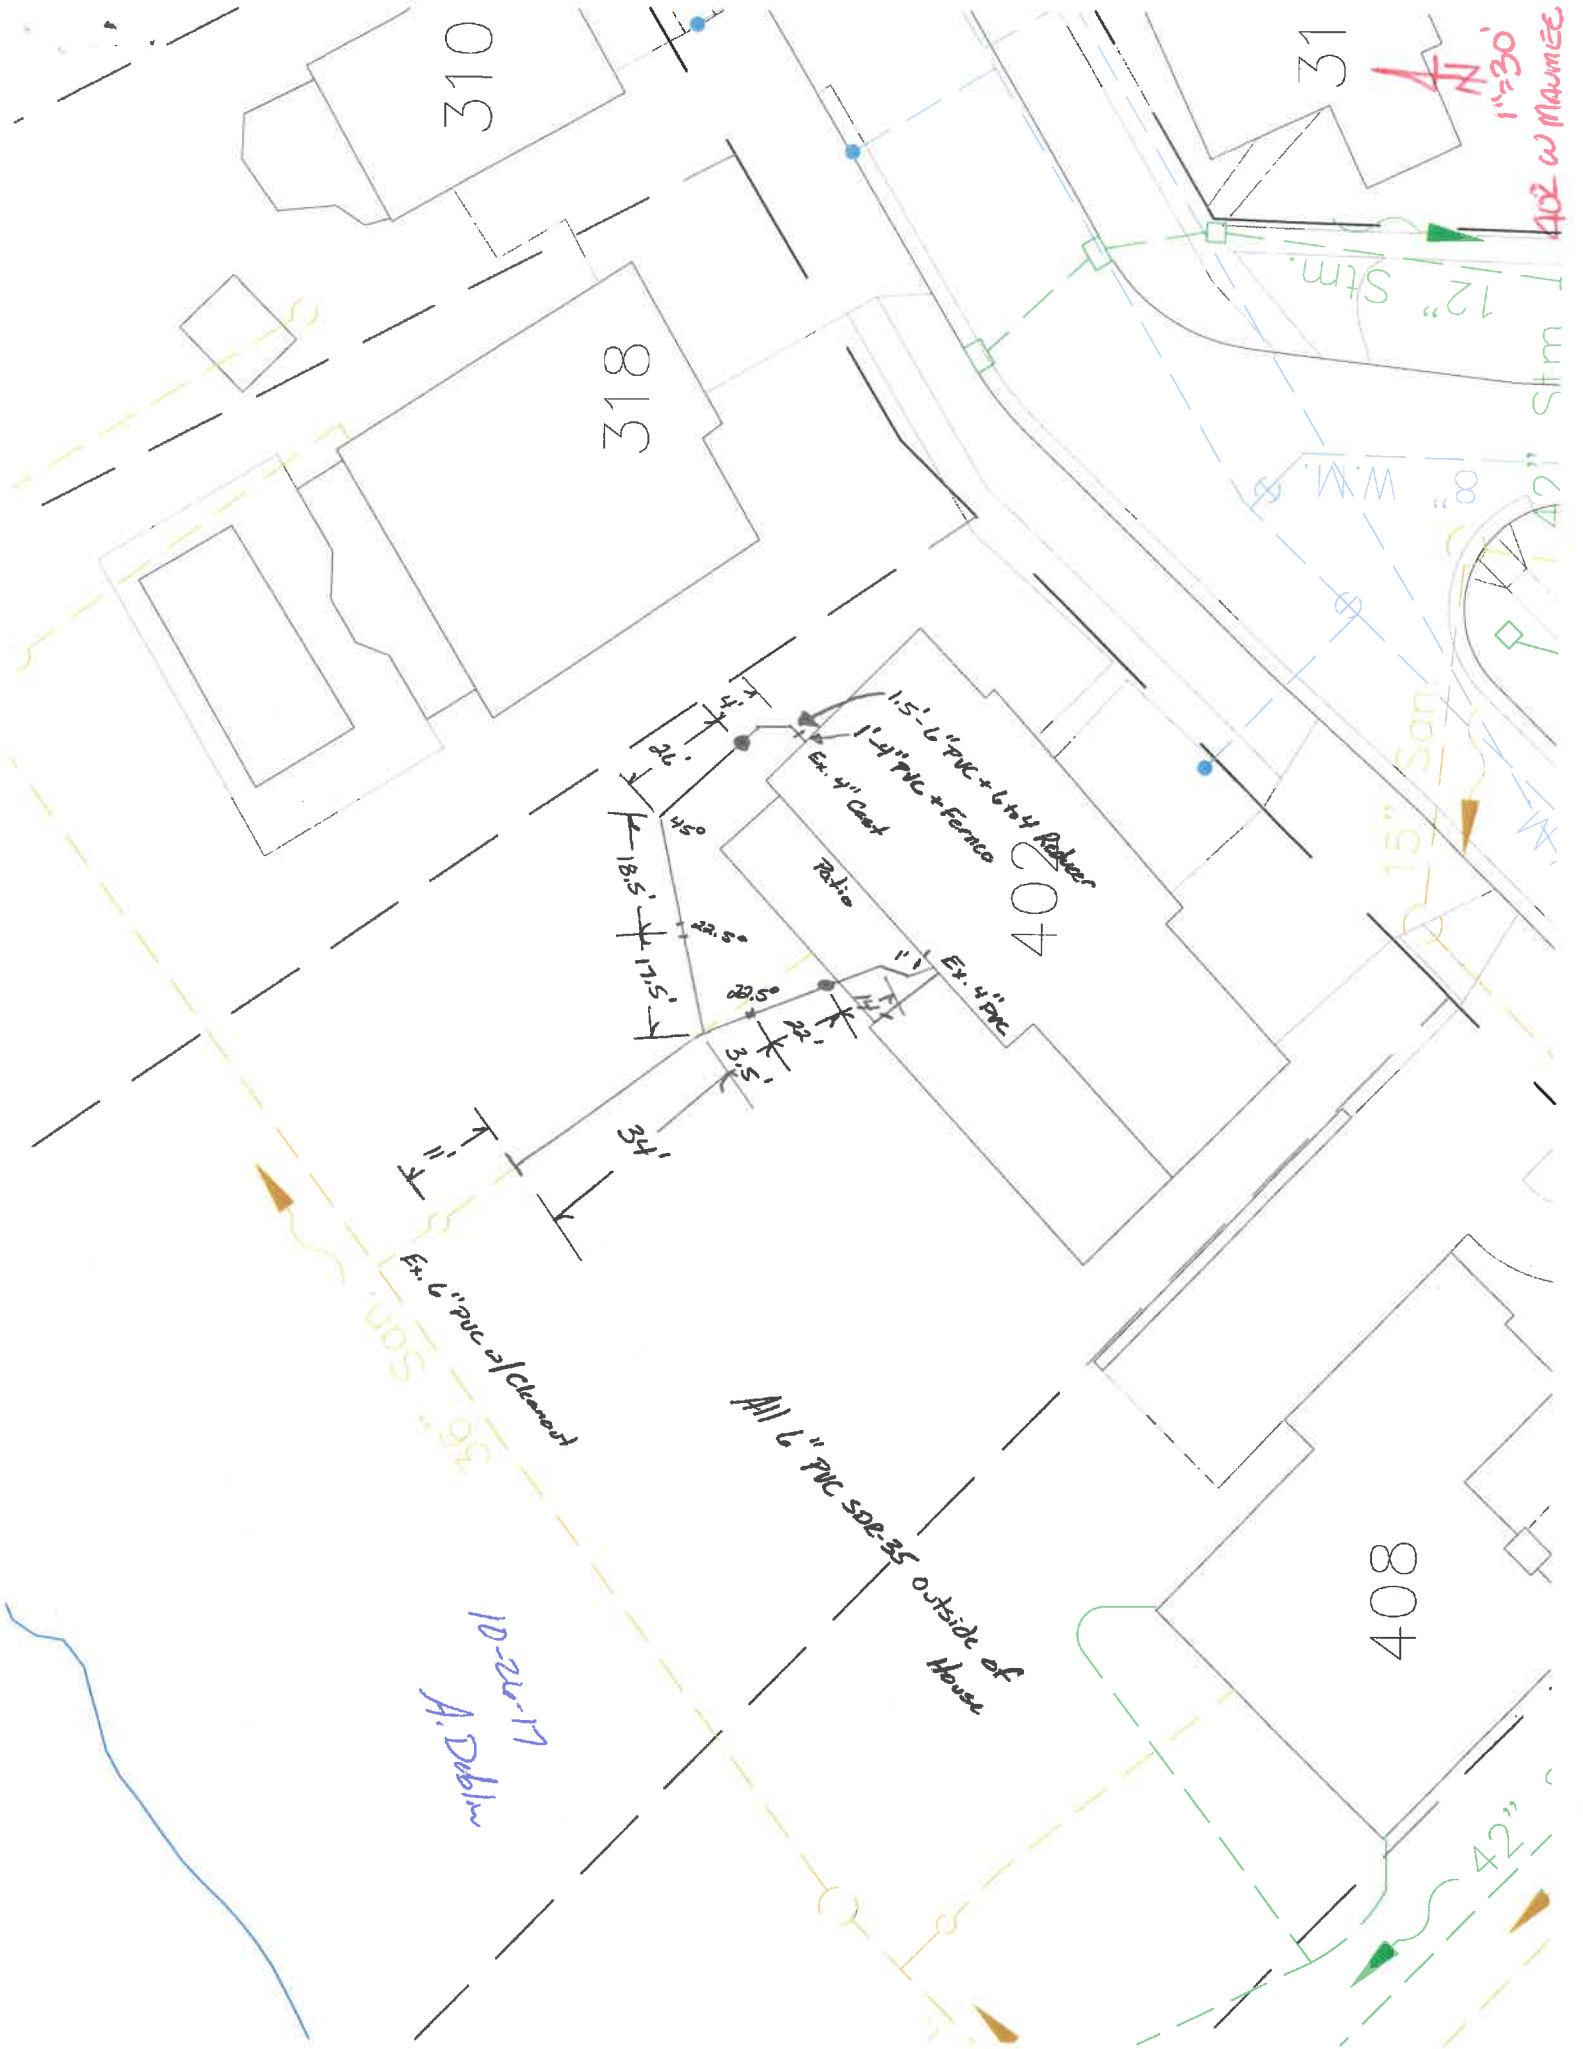 310
31
N
1"=30'
402 W MAUMEE
318
12" Stm.
42" Stm
8" W.M.
4'
26'
45°
18.5'
22.5°
17.5'
1.5'-6" PVC + 6 to 4 Reducer
1'-4" PVC + Fernco
Ex. 4" Cast
Patio
402
22.5°
22'
3.5'
14'
1'
Ex. 4" PVC
34'
11'
Ex. 6" PVC w/Cleanout
36" San.
15" San
All 6" PVC SDR-35 outside of
House
10-26-17
408
42"